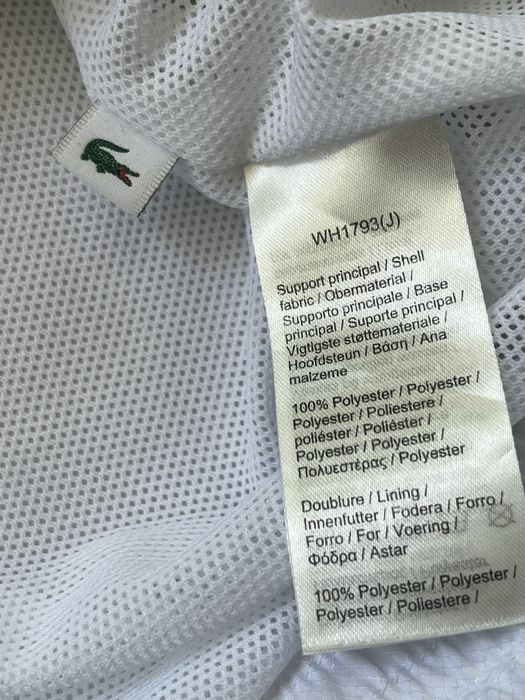 WH1793(J)
Support principal / Shell
fabric / Obermaterial /
Supporto principale / Base
principal / Suporte principal /
Vigtigste støttemateriale /
Hoofdsteun / Βάση / Ana
malzeme
100% Polyester / Polyester /
Polyester / Poliestere /
poliéster / Poliéster /
Polyester / Polyester /
Πολυεστέρας / Polyester
Doublure / Lining /
Innenfutter / Fodera / Forro /
Forro / For / Voering /
Φόδρα / Astar
100% Polyester / Polyester /
Polyester / Poliestere /